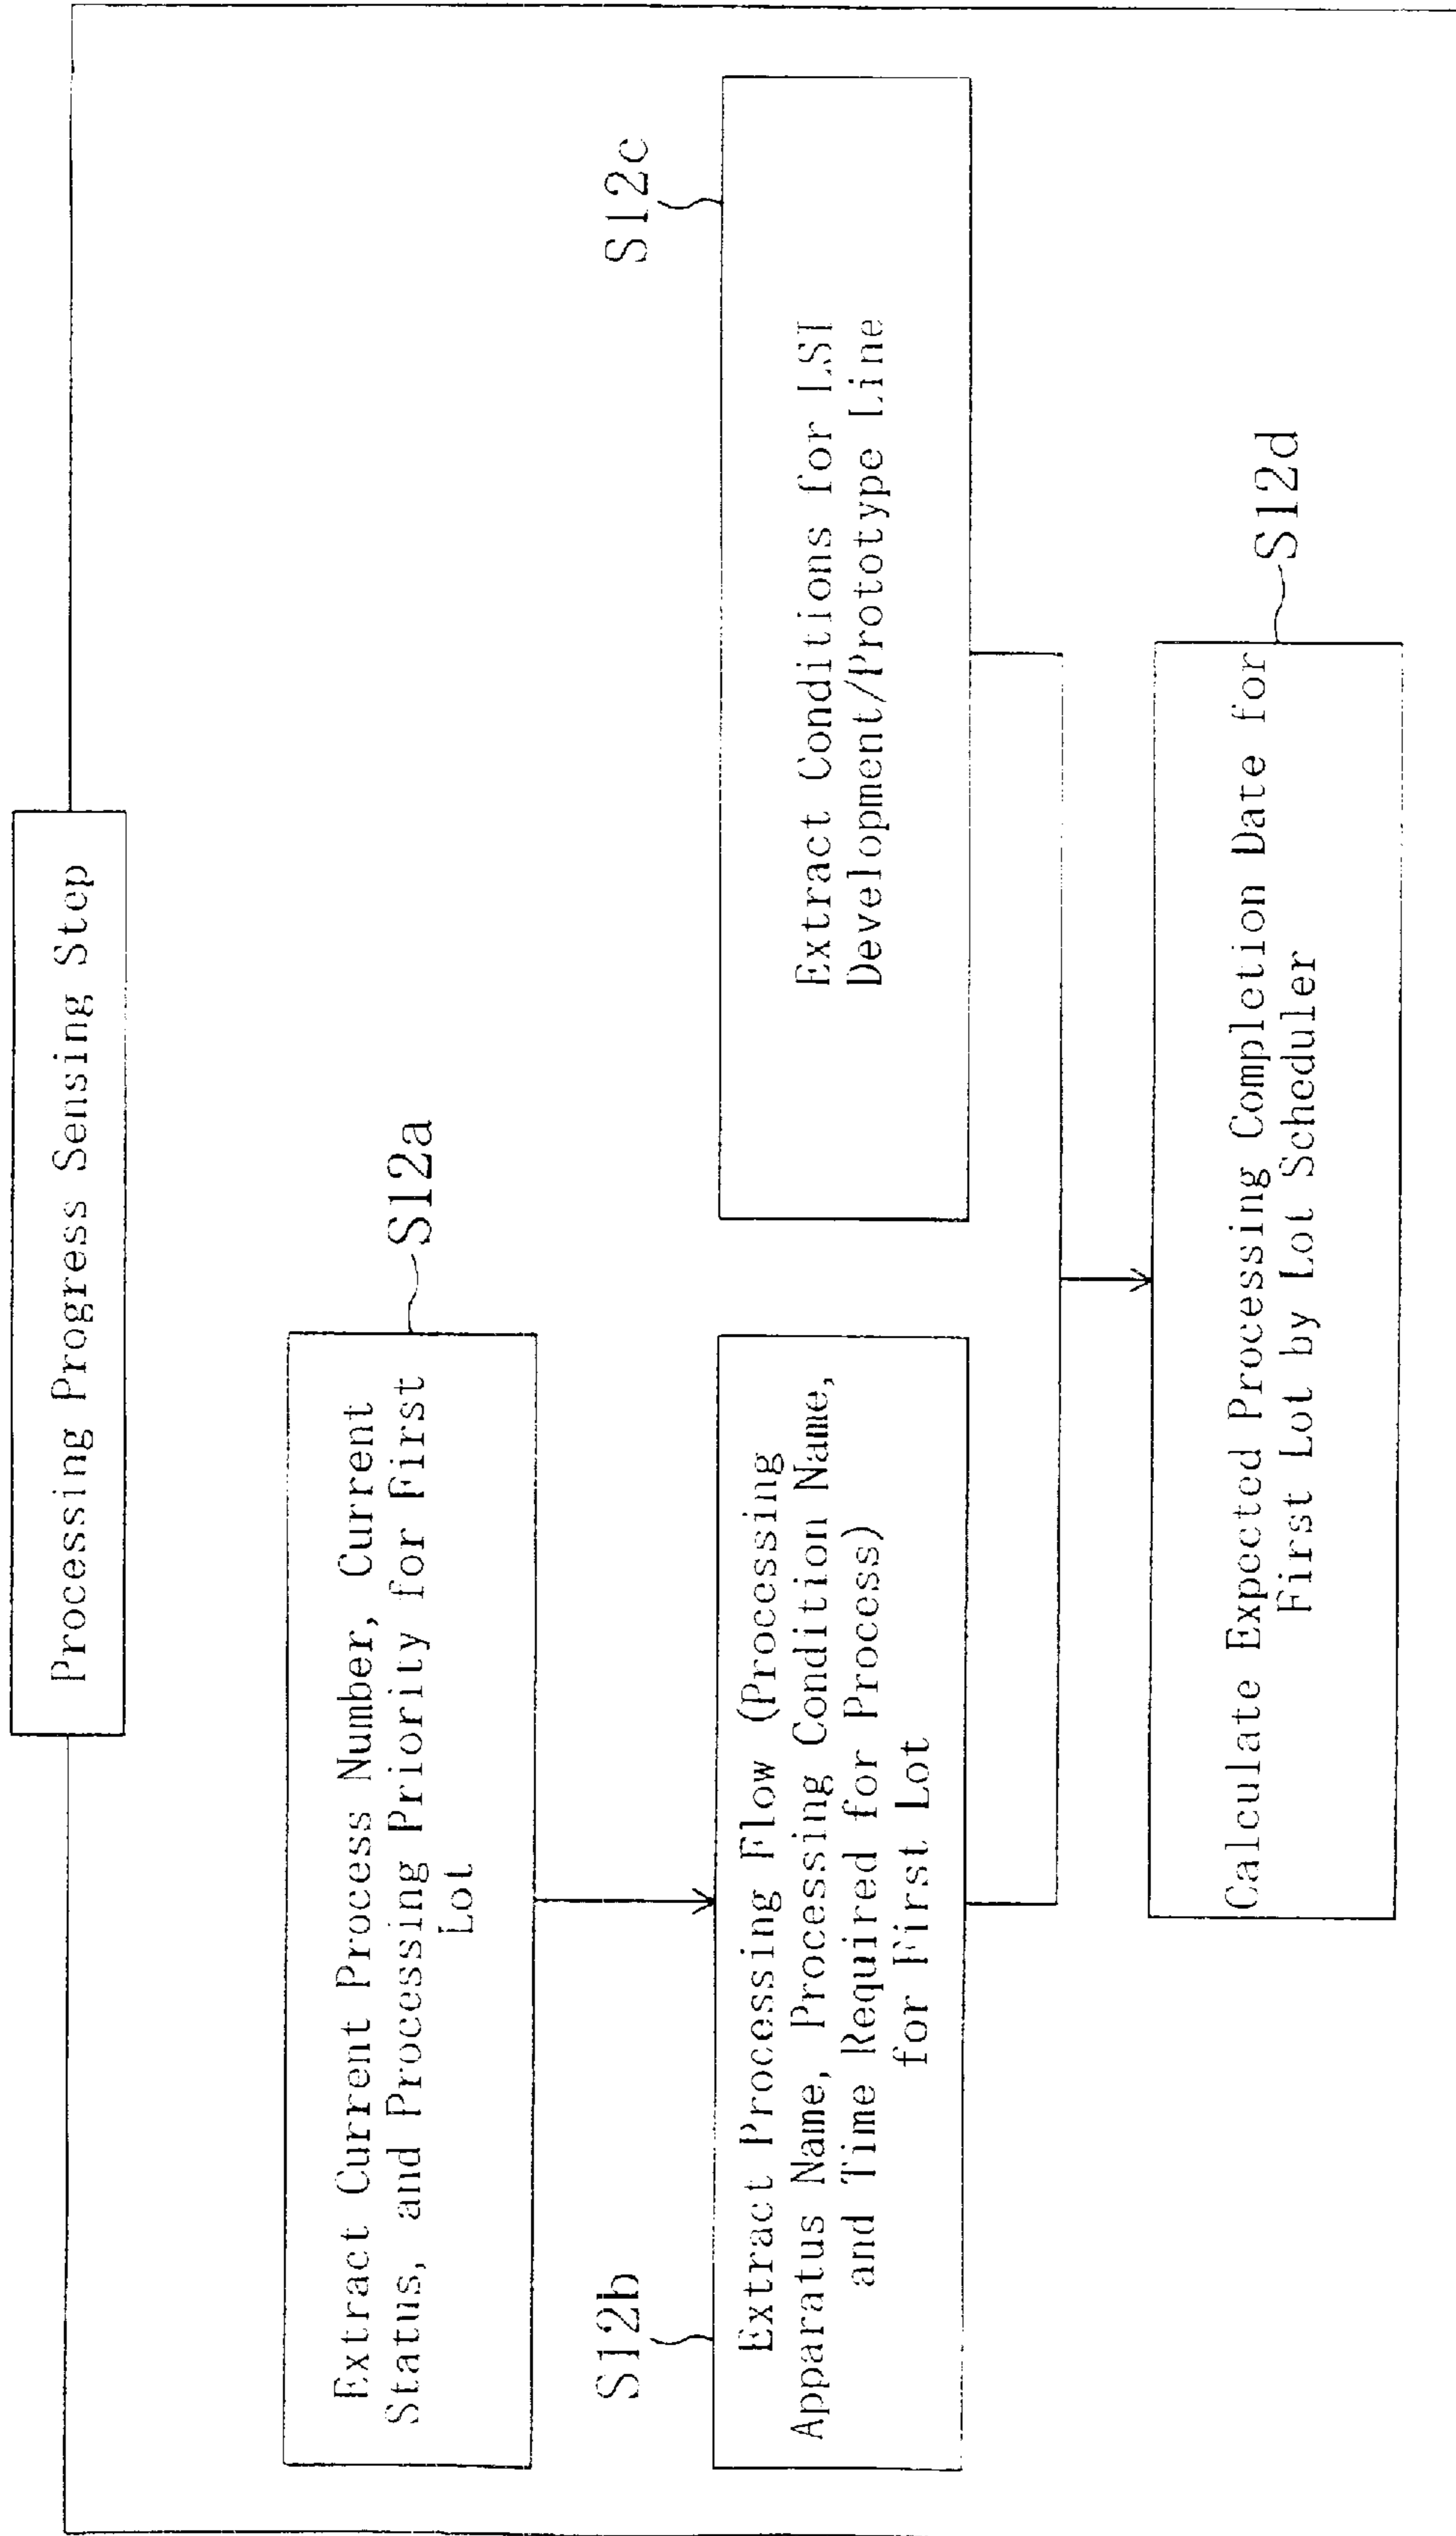 Processing Progress Sensing Step
S12a
Extract Current Process Number, Current
Status, and Processing Priority for First
Lot
S12b
Extract Processing Flow (Processing
Apparatus Name, Processing Condition Name,
and Time Required for Process)
for First Lot
S12c
Extract Conditions for LSI
Development/Prototype Line
S12d
Calculate Expected Processing Completion Date for
First Lot by Lot Scheduler